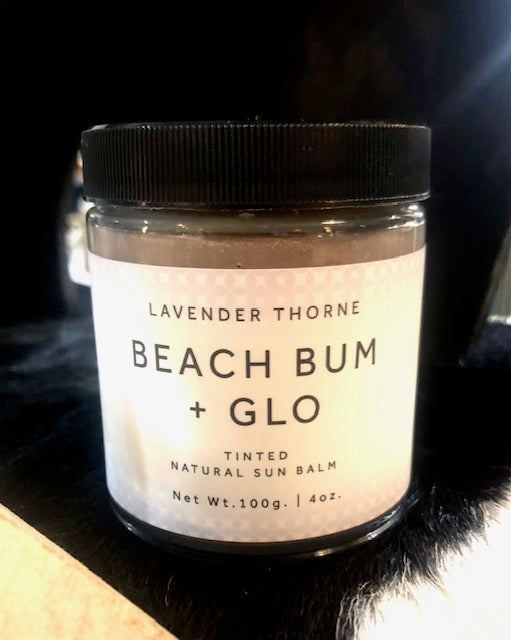 LAVENDER THORNE
BEACH BUM
+ GLO
TINTED
NATURAL SUN BALM
Net Wt.100g. | 4oz.